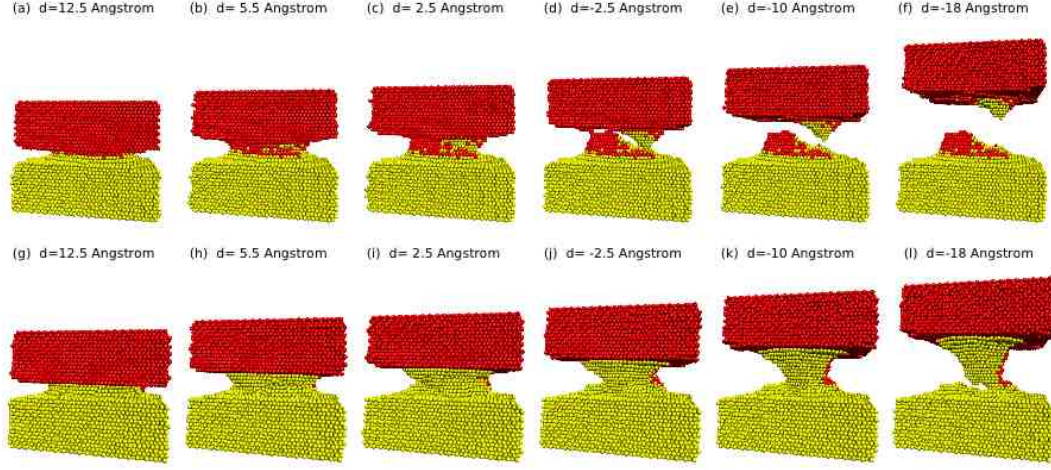 (a) d=12.5 Angstrom
(b) d= 5.5 Angstrom
(c) d= 2.5 Angstrom
(d) d=-2.5 Angstrom
(e) d=-10 Angstrom
(f) d=-18 Angstrom
(g) d=12.5 Angstrom
(h) d= 5.5 Angstrom
(i) d= 2.5 Angstrom
(j) d= -2.5 Angstrom
(k) d=-10 Angstrom
(l) d=-18 Angstrom